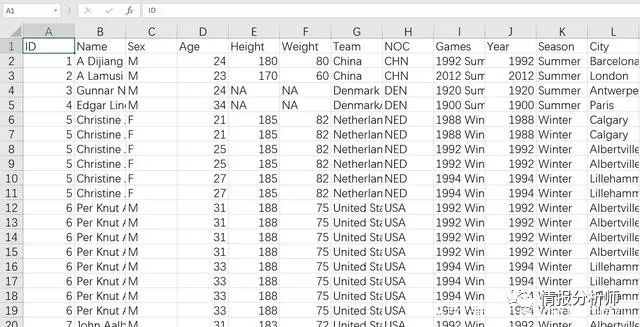 A1 fx ID
A B C D E F G H I J K L
1 ID Name Sex Age Height Weight Team NOC Games Year Season City
2 1 A Dijiang M 24 180 80 China CHN 1992 Sum 1992 Summer Barcelona
3 2 A Lamusi M 23 170 60 China CHN 2012 Sum 2012 Summer London
4 3 Gunnar N M 24 NA NA Denmark DEN 1920 Sum 1920 Summer Antwerpe
5 4 Edgar Lin M 34 NA NA Denmark DEN 1900 Sum 1900 Summer Paris
6 5 Christine F 21 185 82 Netherlan NED 1988 Win 1988 Winter Calgary
7 5 Christine F 21 185 82 Netherlan NED 1988 Win 1988 Winter Calgary
8 5 Christine F 25 185 82 Netherlan NED 1992 Win 1992 Winter Albertville
9 5 Christine F 25 185 82 Netherlan NED 1992 Win 1992 Winter Albertville
10 5 Christine F 27 185 82 Netherlan NED 1994 Win 1994 Winter Lillehamm
11 5 Christine F 27 185 82 Netherlan NED 1994 Win 1994 Winter Lillehamm
12 6 Per Knut A M 31 188 75 United Sta USA 1992 Win 1992 Winter Albertville
13 6 Per Knut A M 31 188 75 United Sta USA 1992 Win 1992 Winter Albertville
14 6 Per Knut A M 31 188 75 United Sta USA 1992 Win 1992 Winter Albertville
15 6 Per Knut A M 31 188 75 United Sta USA 1992 Win 1992 Winter Albertville
16 6 Per Knut A M 33 188 75 United Sta USA 1994 Win 1994 Winter Lillehamm
17 6 Per Knut A M 33 188 75 United Sta USA 1994 Win 1994 Winter Lillehamm
18 6 Per Knut A M 33 188 75 United Sta USA 1994 Win 1994 Winter
19 6 Per Knut A M 33 188 75 United Sta USA 1994 Win 1994 Winter Lillehamm
情报分析师
20 7 John Aalb M 31 183 72 United Sta USA 1992 Win 1992 Winter Albertville